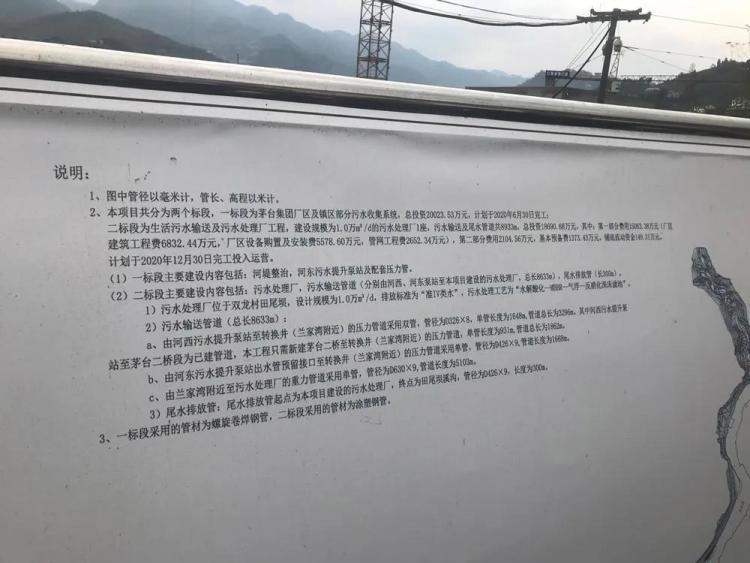 说明:
1、图中管径以毫米计，管长、高程以米计。
2、本项目共分为两个标段，一标段为茅台集团厂区及镇区部分污水收集系统，总投资20023.53万元，计划于2020年6月30日完工；
二标段为生活污水输送及污水处理厂工程，建设规模为1.0万m³/d的污水处理厂1座，污水输送及尾水管道共8933m，总投资18690.68万元，其中：第一部分费用15063.38万元(厂区
建筑工程费6832.44万元，厂区设备购置及安装费5578.60万元，管网工程费2652.34万元)，第二部分费用2104.56万元，基本预备费1373.43万元，铺底流动资金149.31万元。
计划于2020年12月30日完工投入运营。
（1）一标段主要建设内容包括：河堤整治，河东污水提升泵站及配套压力管。
（2）二标段主要建设内容包括：污水处理厂，污水输送管道（分别由河西、河东泵站至本项目建设的污水处理厂，总长8633m），尾水排放管（长300m）。
1）污水处理厂位于双龙村田尾坝，设计规模为1.0万m³/d，排放标准为“准IV类水”，污水处理工艺为“水解酸化—MBR—气浮—反硝化深床滤池”。
2）污水输送管道（总长8633m）：
a、由河西污水提升泵站至转换井（兰家湾附近）的压力管道采用双管，管径为D326×8，单管长度为1648m，管道总长为3296m。其中河西污水提升泵
站至茅台二桥段为已建管道，本工程只需新建茅台二桥至转换井（兰家湾附近）的压力管道，单管长度为931m，管道总长为1862m。
b、由河东污水提升泵站出水管预留接口至转换井（兰家湾附近）的压力管道采用单管，管径为D426×9，管道长度为1668m。
c、由兰家湾附近至污水处理厂的重力管道采用单管，管径为D630×9，管道长度为5103m。
3）尾水排放管：尾水排放管起点为本项目建设的污水处理厂，终点为田尾坝溪沟，管径为D426×9，长度为300m。
3、一标段采用的管材为螺旋卷焊钢管，二标段采用的管材为涂塑钢管。